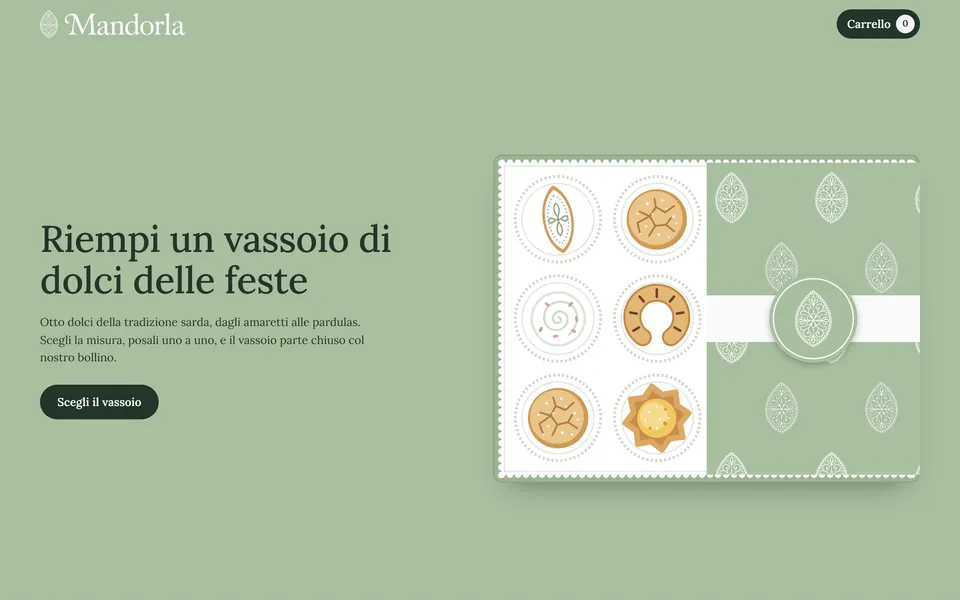 Mandorla
Carrello 0
Riempi un vassoio di
dolci delle feste
Otto dolci della tradizione sarda, dagli amaretti alle pardulas.
Scegli la misura, posali uno a uno, e il vassoio parte chiuso col
nostro bollino.
Scegli il vassoio